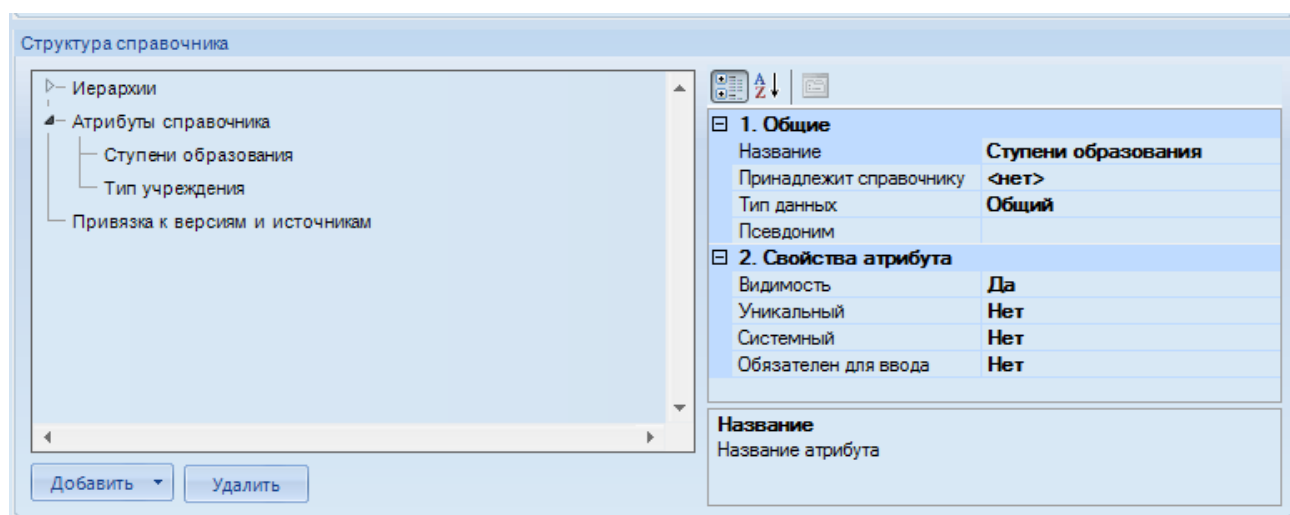 Структура справочника
Иерархии
Атрибуты справочника
Ступени образования
Тип учреждения
Привязка к версиям и источникам
Добавить
Удалить
1. Общие
Название Ступени образования
Принадлежит справочнику <нет>
Тип данных Общий
Псевдоним
2. Свойства атрибута
Видимость Да
Уникальный Нет
Системный Нет
Обязателен для ввода Нет
Название
Название атрибута